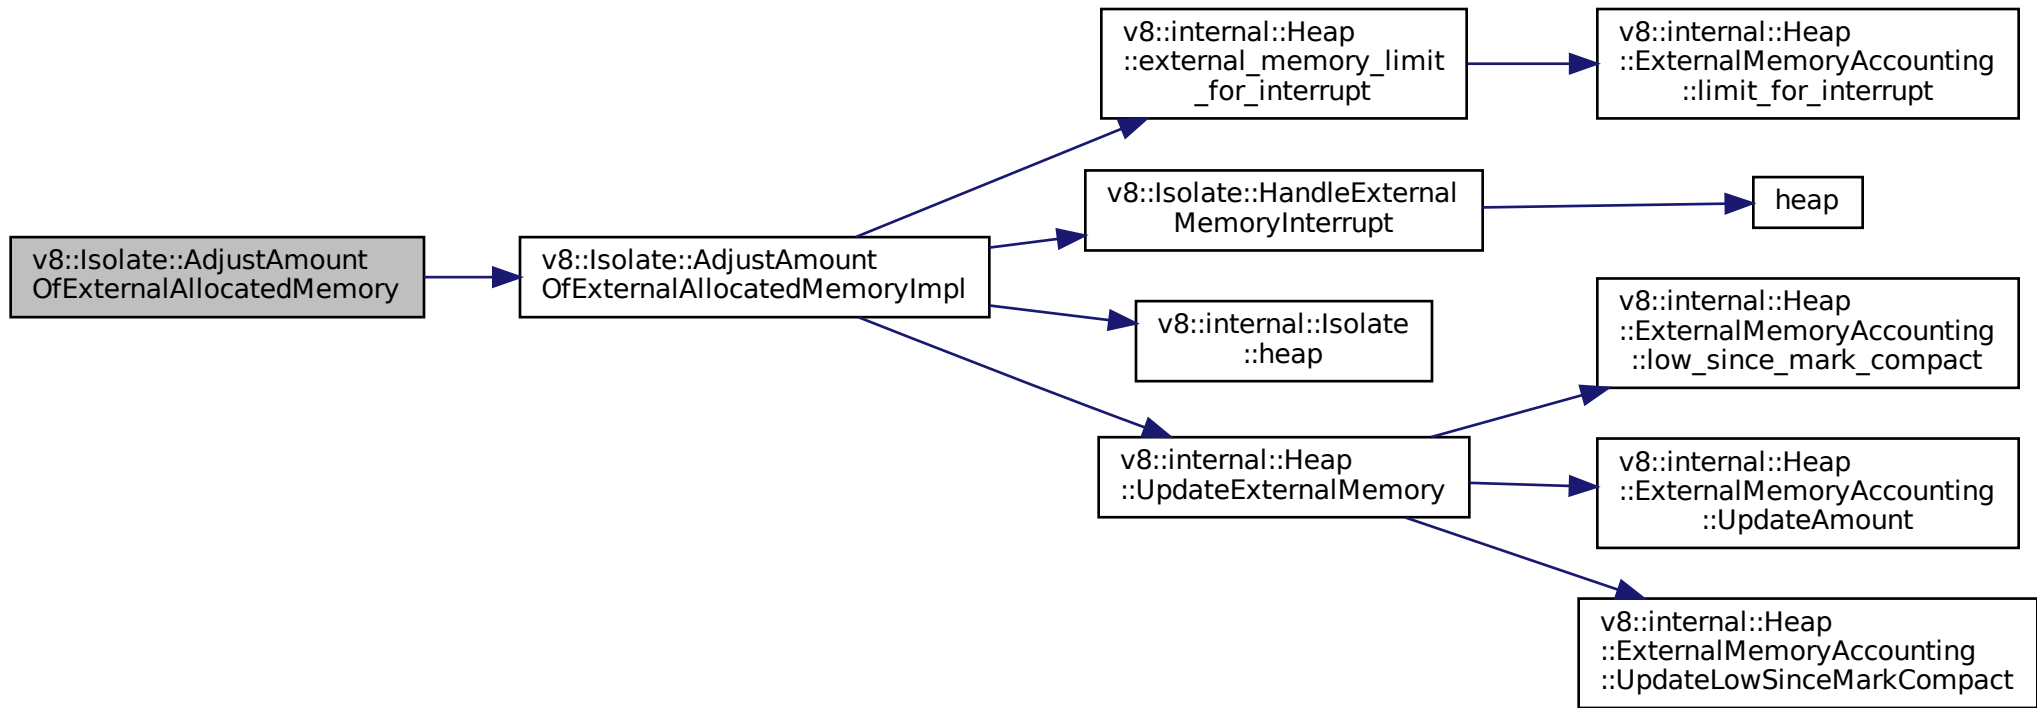 v8::Isolate::AdjustAmount
OfExternalAllocatedMemory
v8::Isolate::AdjustAmount
OfExternalAllocatedMemoryImpl
v8::internal::Heap
::external_memory_limit
_for_interrupt
v8::internal::Heap
::ExternalMemoryAccounting
::limit_for_interrupt
v8::Isolate::HandleExternal
MemoryInterrupt
heap
v8::internal::Isolate
::heap
v8::internal::Heap
::UpdateExternalMemory
v8::internal::Heap
::ExternalMemoryAccounting
::low_since_mark_compact
v8::internal::Heap
::ExternalMemoryAccounting
::UpdateAmount
v8::internal::Heap
::ExternalMemoryAccounting
::UpdateLowSinceMarkCompact